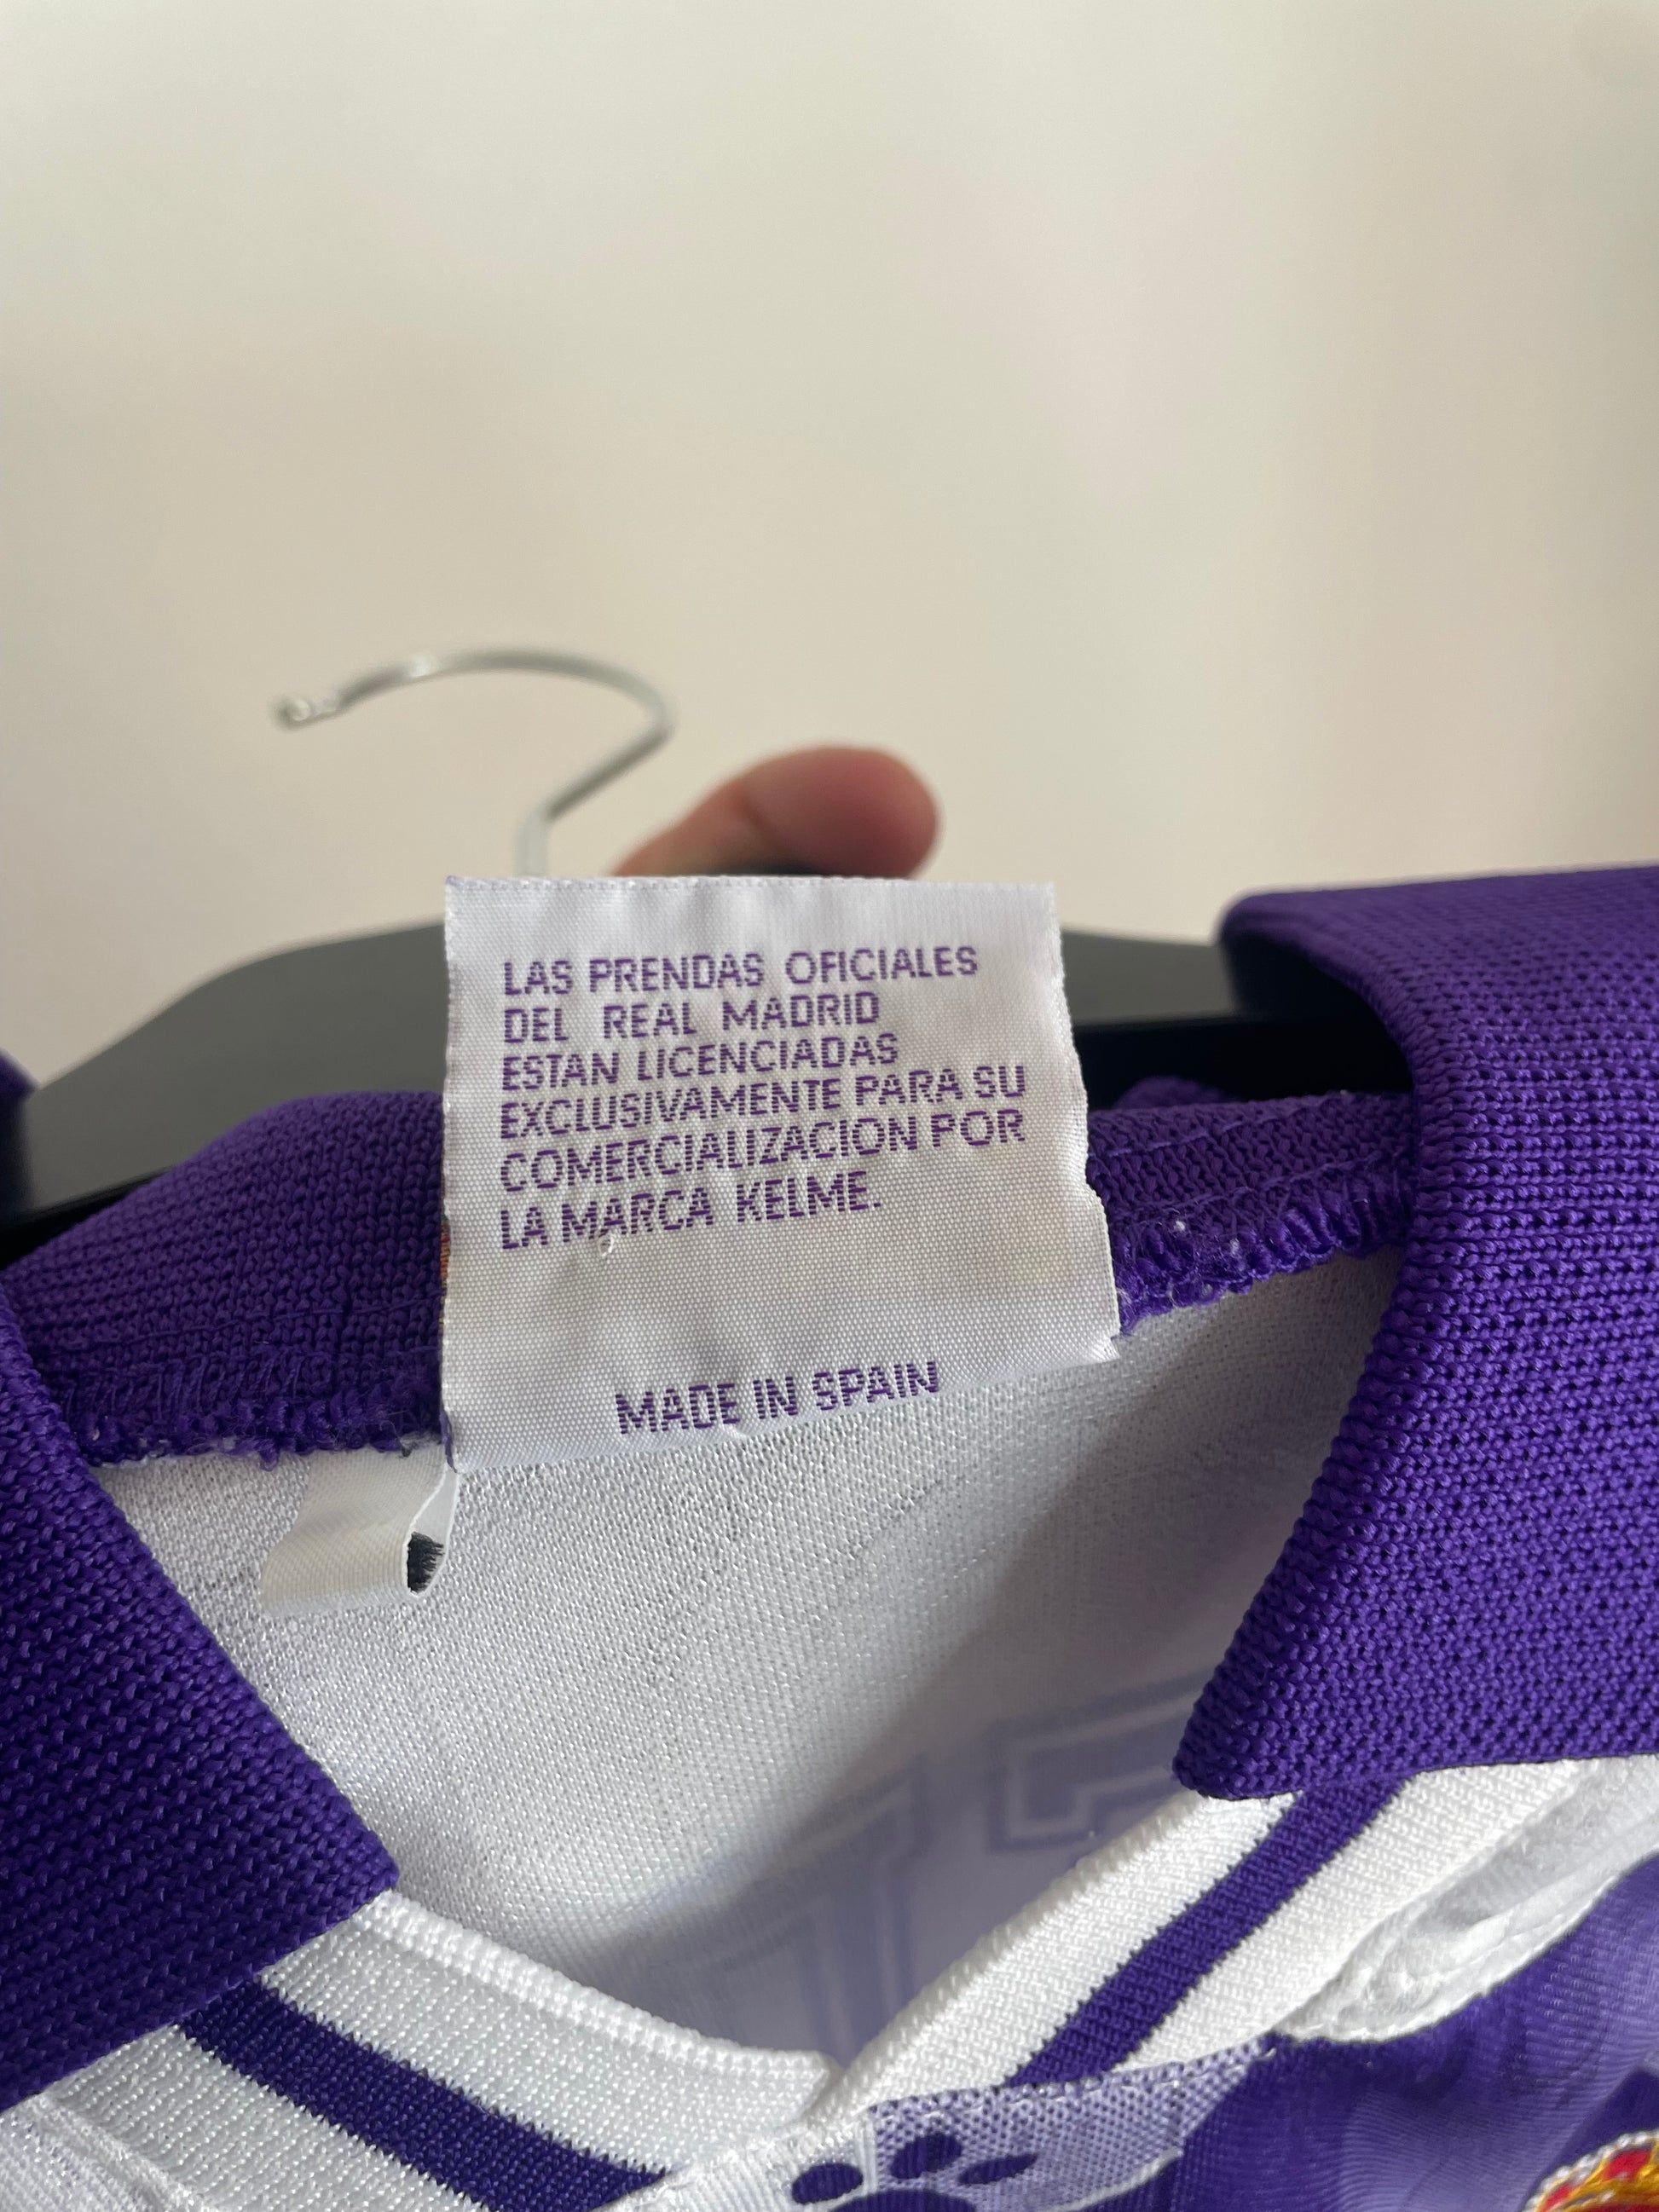 LAS PRENDAS OFICIALES
DEL REAL MADRID
ESTAN LICENCIADAS
EXCLUSIVAMENTE PARA SU
COMERCIALIZACION POR
LA MARCA KELME.
MADE IN SPAIN